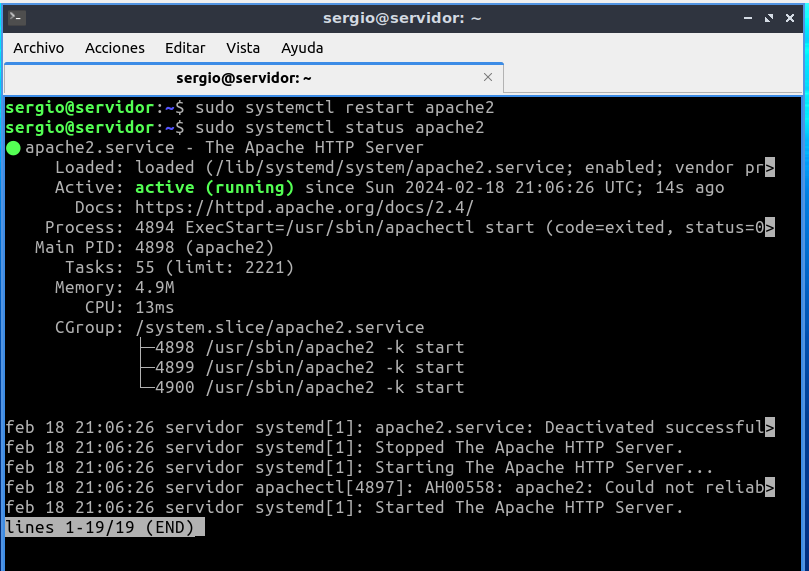 sergio@servidor: ~
Archivo Acciones Editar Vista Ayuda
sergio@servidor: ~
sergio@servidor:~$ sudo systemctl restart apache2
sergio@servidor:~$ sudo systemctl status apache2
● apache2.service - The Apache HTTP Server
     Loaded: loaded (/lib/systemd/system/apache2.service; enabled; vendor pr>
     Active: active (running) since Sun 2024-02-18 21:06:26 UTC; 14s ago
       Docs: https://httpd.apache.org/docs/2.4/
    Process: 4894 ExecStart=/usr/sbin/apachectl start (code=exited, status=0>
   Main PID: 4898 (apache2)
      Tasks: 55 (limit: 2221)
     Memory: 4.9M
        CPU: 13ms
     CGroup: /system.slice/apache2.service
             ├─4898 /usr/sbin/apache2 -k start
             ├─4899 /usr/sbin/apache2 -k start
             └─4900 /usr/sbin/apache2 -k start
feb 18 21:06:26 servidor systemd[1]: apache2.service: Deactivated successful>
feb 18 21:06:26 servidor systemd[1]: Stopped The Apache HTTP Server.
feb 18 21:06:26 servidor systemd[1]: Starting The Apache HTTP Server...
feb 18 21:06:26 servidor apachectl[4897]: AH00558: apache2: Could not reliab>
feb 18 21:06:26 servidor systemd[1]: Started The Apache HTTP Server.
lines 1-19/19 (END)